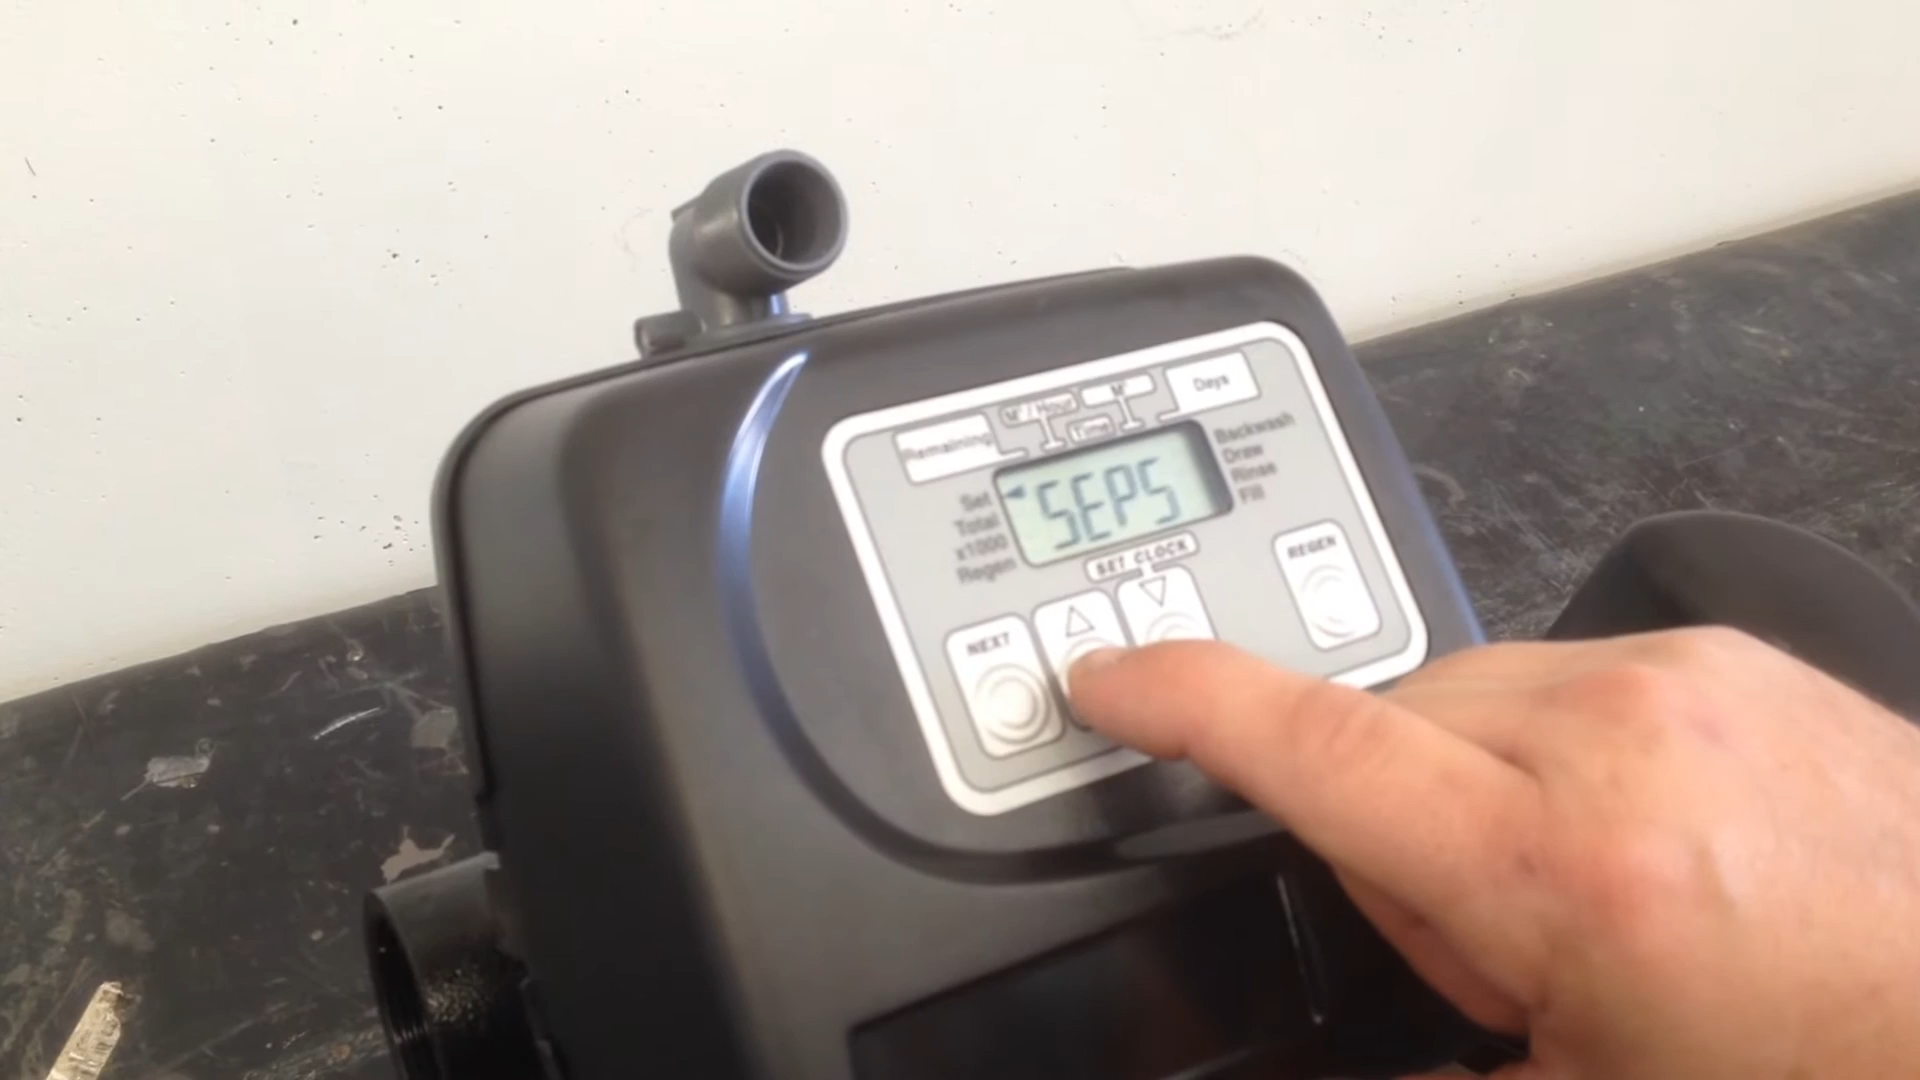 Remaining
M³/Hour
M³
Days
Time
Set
Total
x1000
Regen
SEPS
Backwash
Draw
Rinse
Fill
SET CLOCK
NEXT
REGEN